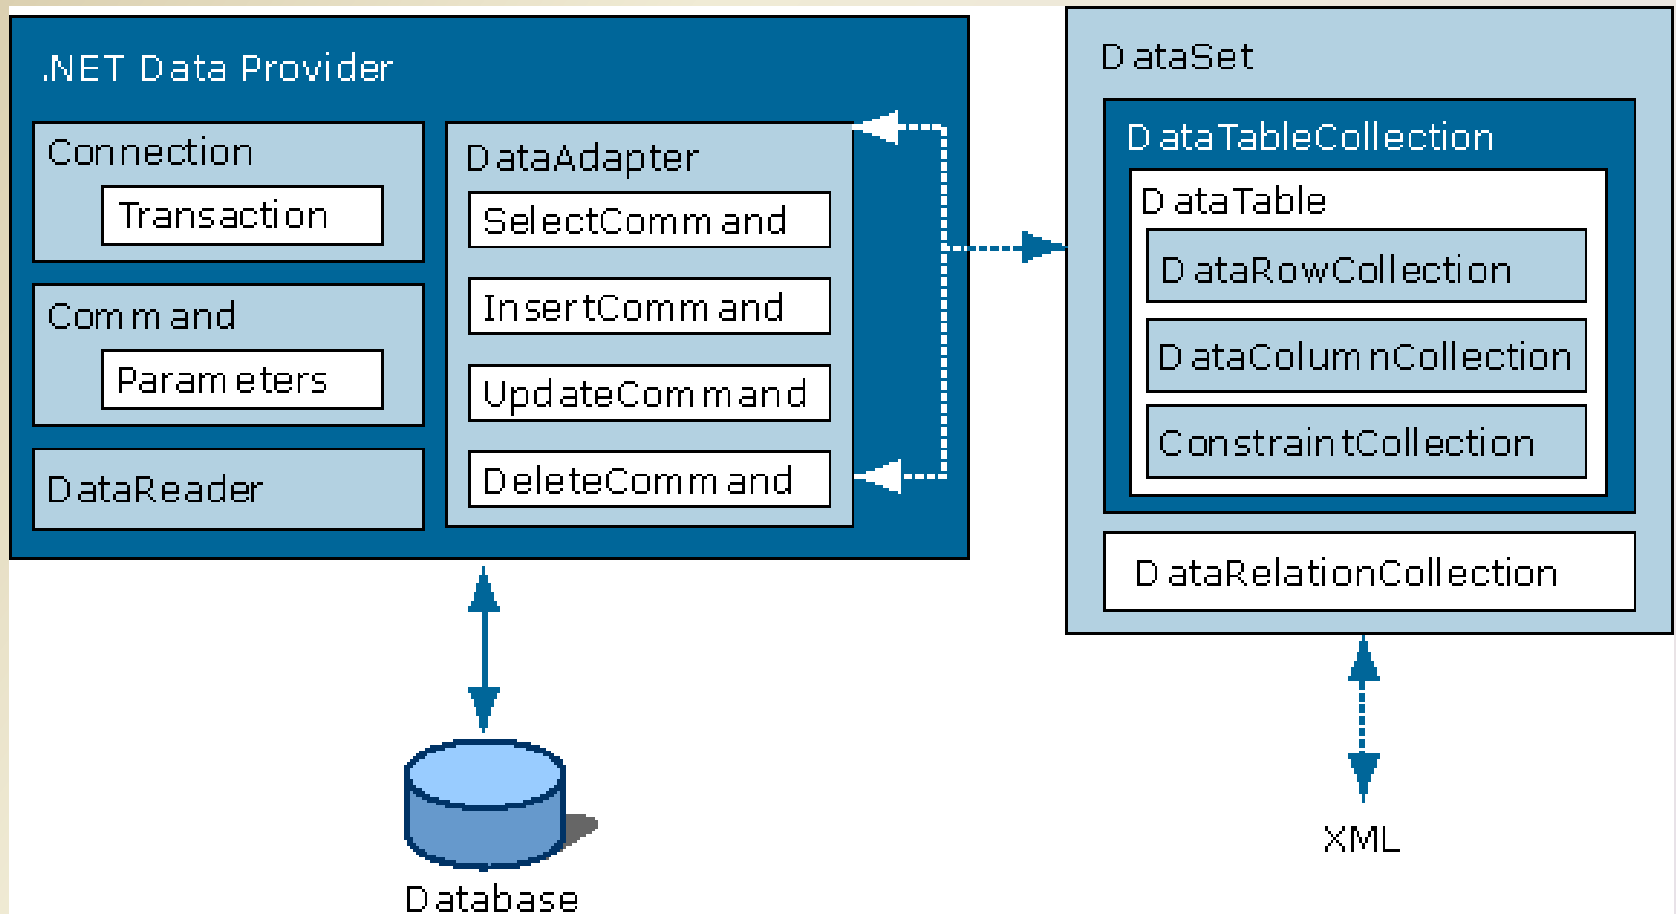 .NET Data Provider
Connection
Transaction
Command
Parameters
DataReader
DataAdapter
SelectCommand
InsertCommand
UpdateCommand
DeleteCommand
Database
DataSet
DataTableCollection
DataTable
DataRowCollection
DataColumnCollection
ConstraintCollection
DataRelationCollection
XML